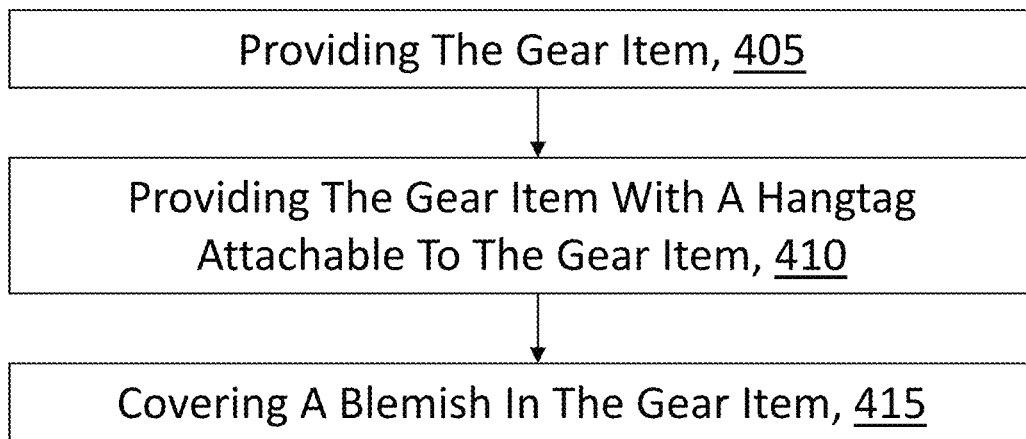 Providing The Gear Item, 405
Providing The Gear Item With A Hangtag
Attachable To The Gear Item, 410
Covering A Blemish In The Gear Item, 415